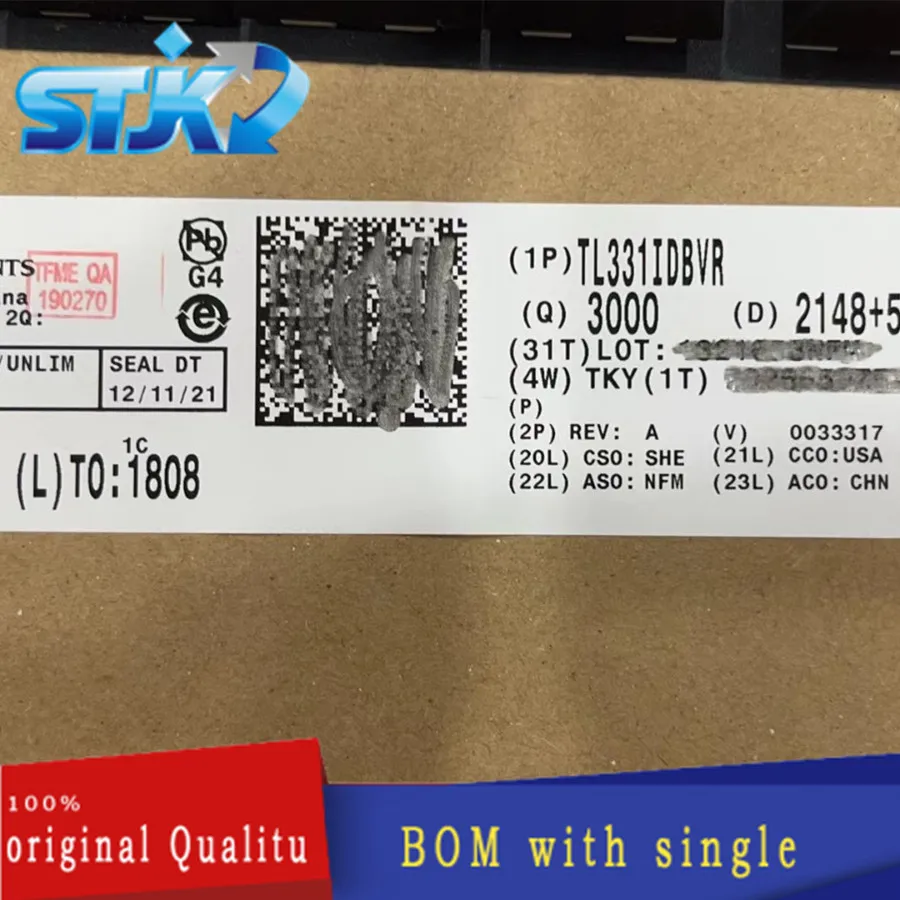 STJK
NTS
TFME QA
190270
na
2Q:
/UNLIM
SEAL DT
12/11/21
Pb
G4
e
1C
(L)TO:1808
(1P)TL331IDBVR
(Q) 3000 (D) 2148+5
(31T)LOT:
(4W) TKY(1T)
(P)
(2P) REV: A (V) 0033317
(20L) CSO: SHE (21L) CCO:USA
(22L) ASO: NFM (23L) ACO: CHN
100%
original Qualitu
BOM with single